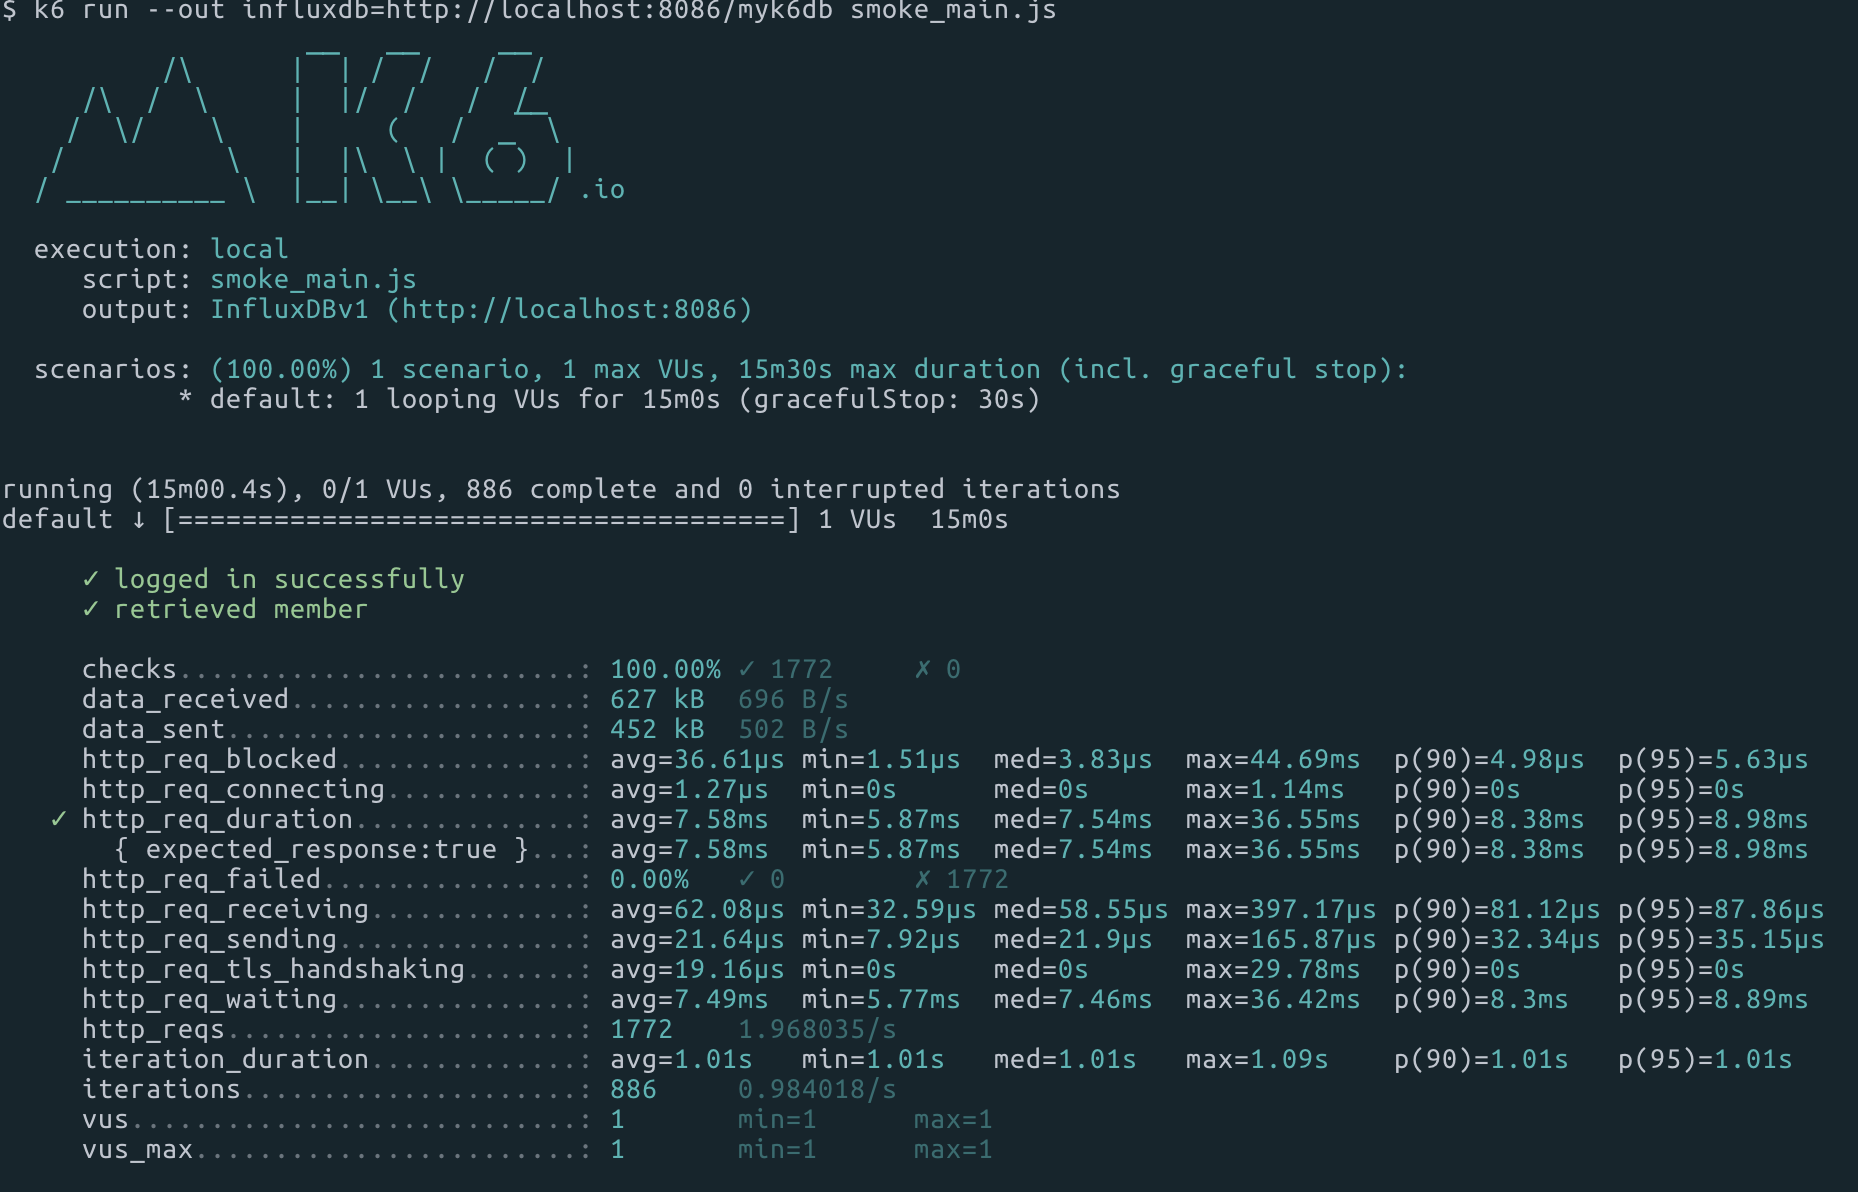 $ k6 run --out influxdb=http://localhost:8086/myk6db smoke_main.js
K6 .io
execution: local
script: smoke_main.js
output: InfluxDBv1 (http://localhost:8086)
scenarios: (100.00%) 1 scenario, 1 max VUs, 15m30s max duration (incl. graceful stop):
* default: 1 looping VUs for 15m0s (gracefulStop: 30s)
running (15m00.4s), 0/1 VUs, 886 complete and 0 interrupted iterations
default ↓ [======================================] 1 VUs  15m0s
✓ logged in successfully
✓ retrieved member
checks.........................: 100.00% ✓ 1772     ✗ 0
data_received..................: 627 kB  696 B/s
data_sent......................: 452 kB  502 B/s
http_req_blocked...............: avg=36.61µs min=1.51µs  med=3.83µs  max=44.69ms  p(90)=4.98µs  p(95)=5.63µs
http_req_connecting............: avg=1.27µs  min=0s      med=0s      max=1.14ms   p(90)=0s      p(95)=0s
✓ http_req_duration..............: avg=7.58ms  min=5.87ms  med=7.54ms  max=36.55ms  p(90)=8.38ms  p(95)=8.98ms
{ expected_response:true }...: avg=7.58ms  min=5.87ms  med=7.54ms  max=36.55ms  p(90)=8.38ms  p(95)=8.98ms
http_req_failed................: 0.00%   ✓ 0        ✗ 1772
http_req_receiving.............: avg=62.08µs min=32.59µs med=58.55µs max=397.17µs p(90)=81.12µs p(95)=87.86µs
http_req_sending...............: avg=21.64µs min=7.92µs  med=21.9µs  max=165.87µs p(90)=32.34µs p(95)=35.15µs
http_req_tls_handshaking.......: avg=19.16µs min=0s      med=0s      max=29.78ms  p(90)=0s      p(95)=0s
http_req_waiting...............: avg=7.49ms  min=5.77ms  med=7.46ms  max=36.42ms  p(90)=8.3ms   p(95)=8.89ms
http_reqs......................: 1772    1.968035/s
iteration_duration.............: avg=1.01s   min=1.01s   med=1.01s   max=1.09s    p(90)=1.01s   p(95)=1.01s
iterations.....................: 886     0.984018/s
vus............................: 1       min=1      max=1
vus_max........................: 1       min=1      max=1